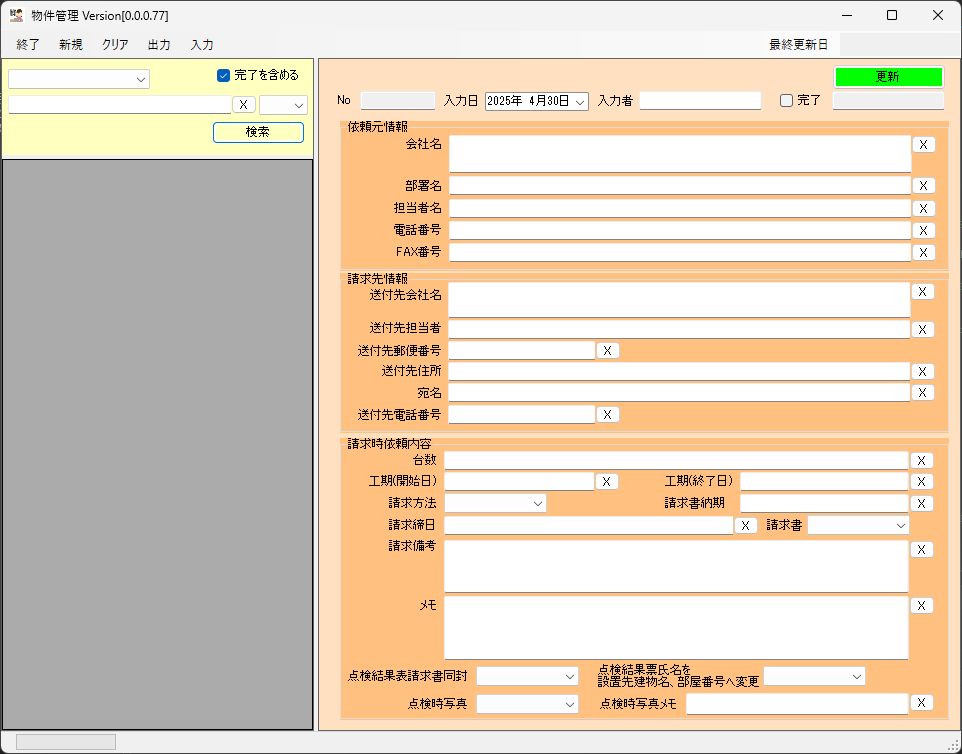 物件管理 Version[0.0.0.77]
終了 新規 クリア 出力 入力 最終更新日
完了を含める
X
検索
更新
No 入力日 2025年 4月30日 入力者 完了
依頼元情報
会社名 X
部署名 X
担当者名 X
電話番号 X
FAX番号 X
請求先情報
送付先会社名 X
送付先担当者 X
送付先郵便番号 X
送付先住所 X
宛名 X
送付先電話番号 X
請求時依頼内容
台数 X
工期(開始日) X 工期(終了日) X
請求方法 請求書納期 X
請求締日 X 請求書
請求備考 X
メモ X
点検結果表請求書同封 点検結果票氏名を
設置先建物名、部屋番号へ変更
点検時写真 点検時写真メモ X